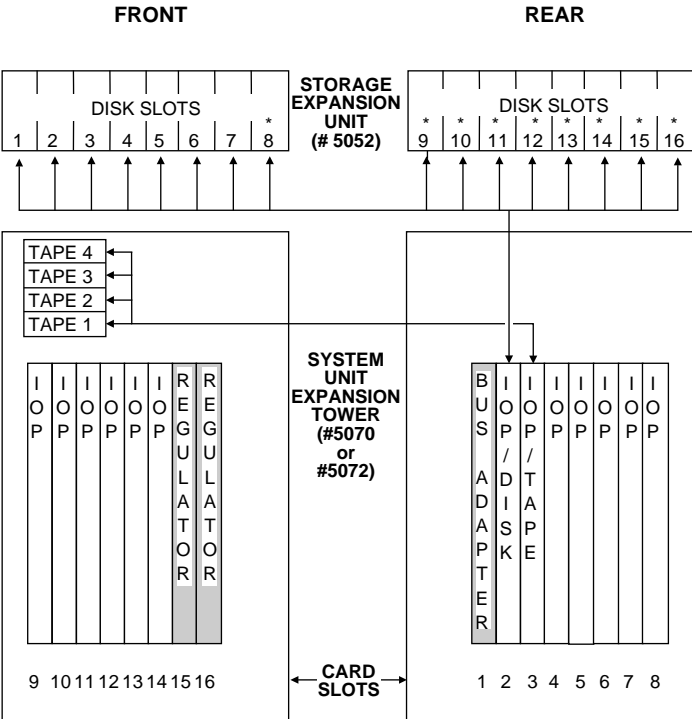 FRONT
REAR
DISK SLOTS
*
1 2 3 4 5 6 7 8
STORAGE
EXPANSION
UNIT
(# 5052)
DISK SLOTS
* * * * * * * *
9 10 11 12 13 14 15 16
TAPE 4
TAPE 3
TAPE 2
TAPE 1
SYSTEM
UNIT
EXPANSION
TOWER
(#5070
or
#5072)
IOP
IOP
IOP
IOP
IOP
IOP
REGULATOR
REGULATOR
9 10 11 12 13 14 15 16
BUS ADAPTER
IOP/DISK
IOP/TAPE
IOP
IOP
IOP
IOP
IOP
1 2 3 4 5 6 7 8
CARD
SLOTS